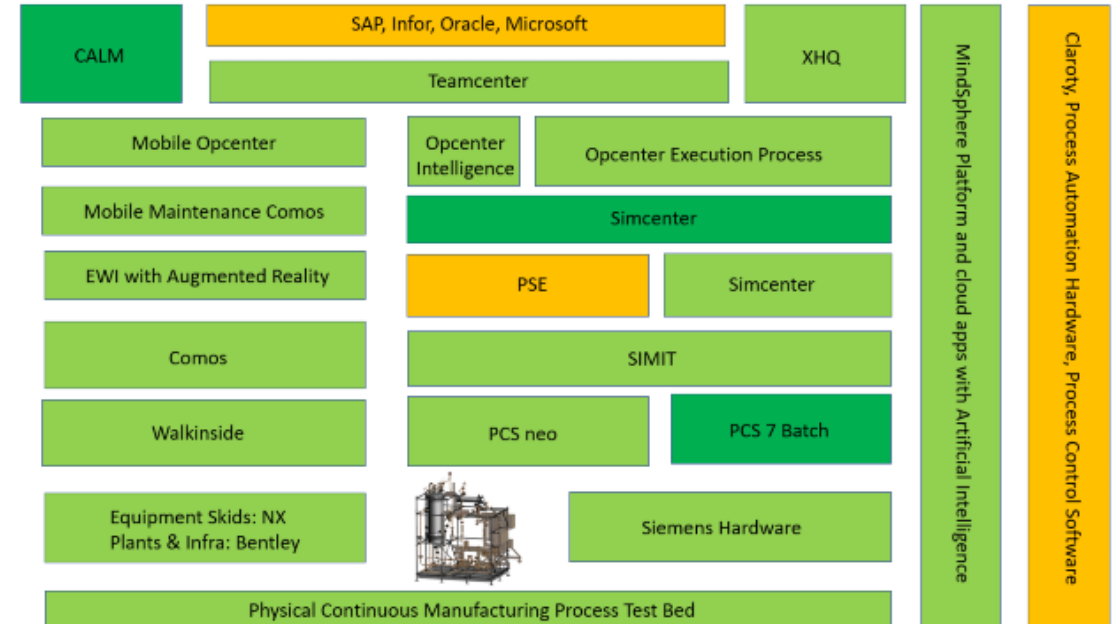 CALM
SAP, Infor, Oracle, Microsoft
Teamcenter
XHQ
Mobile Opcenter
Opcenter
Intelligence
Opcenter Execution Process
Mobile Maintenance Comos
Simcenter
EWI with Augmented Reality
PSE
Simcenter
Comos
SIMIT
Walkinside
PCS neo
PCS 7 Batch
Equipment Skids: NX
Plants & Infra: Bentley
Siemens Hardware
Physical Continuous Manufacturing Process Test Bed
MindSphere Platform and cloud apps with Artificial Intelligence
Claroty, Process Automation Hardware, Process Control Software